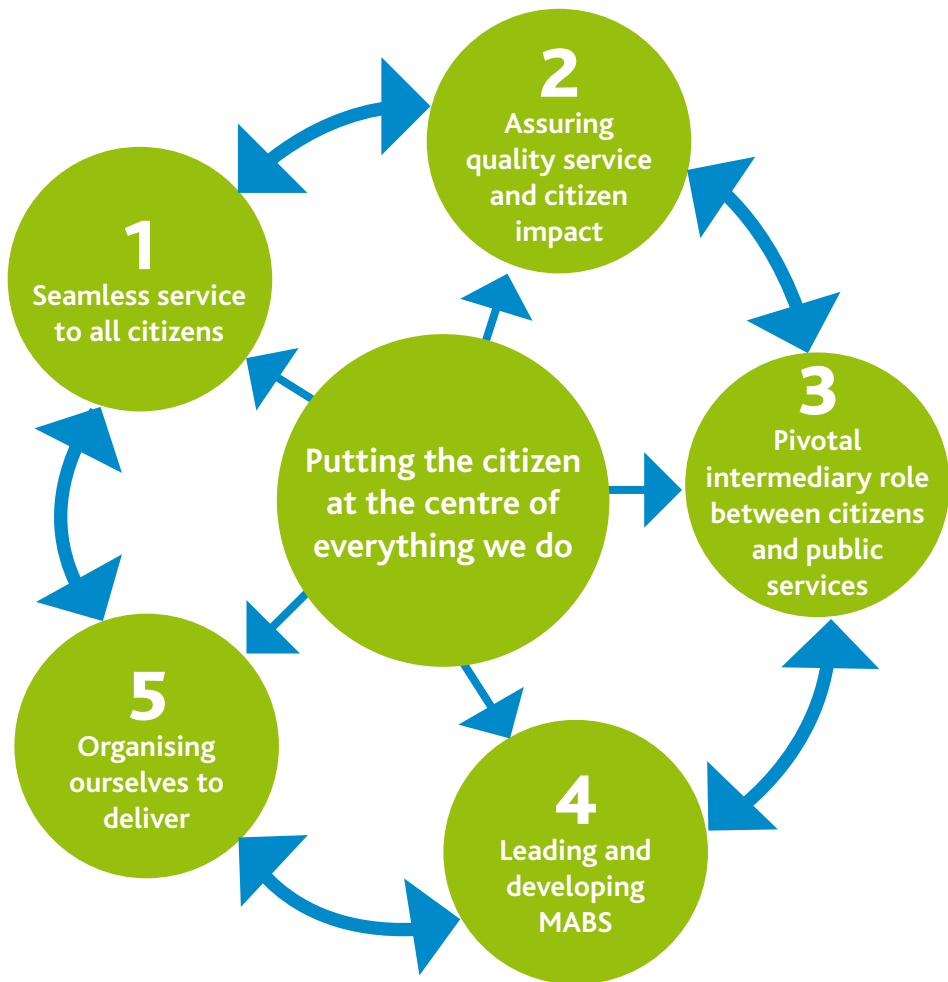 1
Seamless service
to all citizens
2
Assuring
quality service
and citizen
impact
3
Pivotal
intermediary role
between citizens
and public
services
4
Leading and
developing
MABS
5
Organising
ourselves to
deliver
Putting the citizen
at the centre of
everything we do